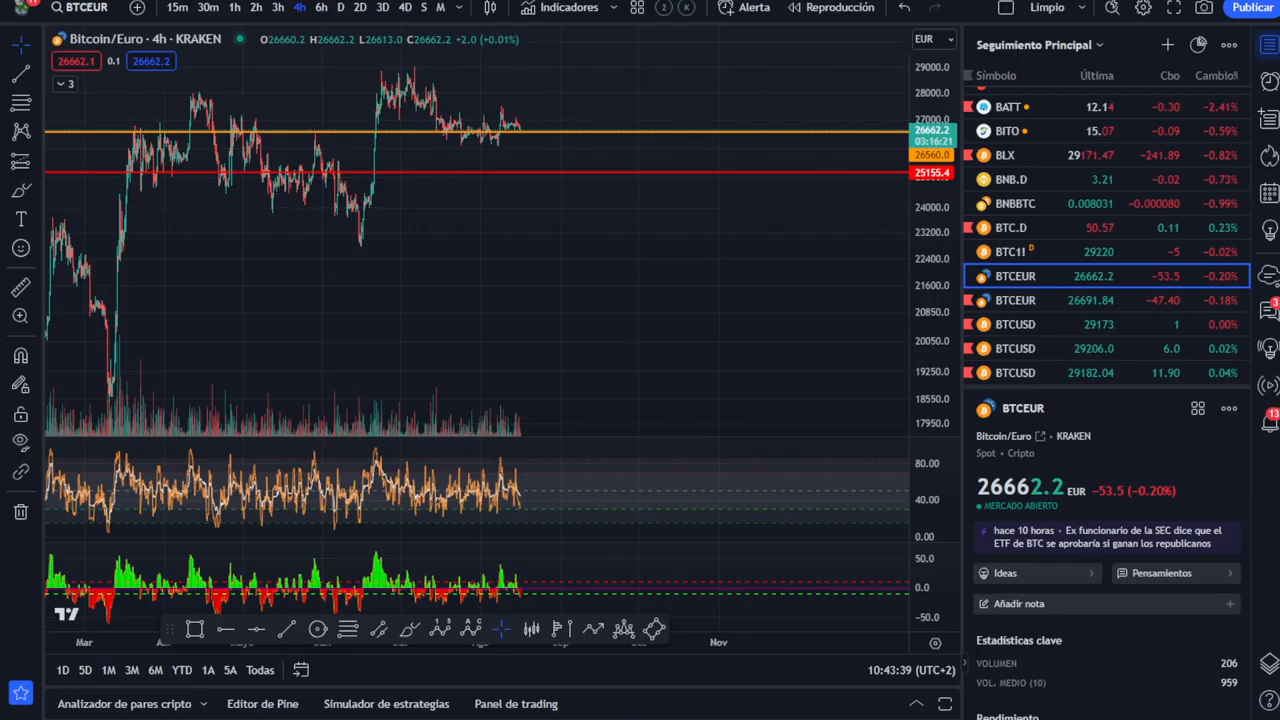 BTCEUR
15m 30m 1h 2h 3h 4h 6h D 2D 3D 4D S M
Indicadores
2 K
Alerta
Reproducción
Limpio
Publicar
Bitcoin/Euro · 4h · KRAKEN
O26660.2 H26662.2 L26613.0 C26662.2 +2.0 (+0.01%)
26662.1 0.1 26662.2
3
EUR
29000.0
28000.0
27000.0
26662.2
03:16:21
26560.0
25155.4
24000.0
23200.0
22400.0
21600.0
20850.0
20050.0
19250.0
18550.0
17950.0
80.00
40.00
0.00
50.0
0.0
−50.0
Mar
Nov
1D 5D 1M 3M 6M YTD 1A 5A Todas
10:43:39 (UTC+2)
Analizador de pares cripto Editor de Pine Simulador de estrategias Panel de trading
Seguimiento Principal
Símbolo Última Cbo Cambio%
BATT 12.14 −0.30 −2.41%
BITO 15.07 −0.09 −0.59%
BLX 29171.47 −241.89 −0.82%
BNB.D 3.21 −0.02 −0.73%
BNBBTC 0.008031 −0.000080 −0.99%
BTC.D 50.57 0.11 0.23%
BTC1! D 29220 −5 −0.02%
BTCEUR 26662.2 −53.5 −0.20%
BTCEUR 26691.84 −47.40 −0.18%
BTCUSD 29173 1 0.00%
BTCUSD 29206.0 6.0 0.02%
BTCUSD 29182.04 11.90 0.04%
BTCEUR
Bitcoin/Euro · KRAKEN
Spot · Cripto
26662.2 EUR −53.5 (−0.20%)
MERCADO ABIERTO
hace 10 horas · Ex funcionario de la SEC dice que el
ETF de BTC se aprobaría si ganan los republicanos
Ideas
Pensamientos
Añadir nota
Estadísticas clave
VOLUMEN 206
VOL. MEDIO (10) 959
3
13